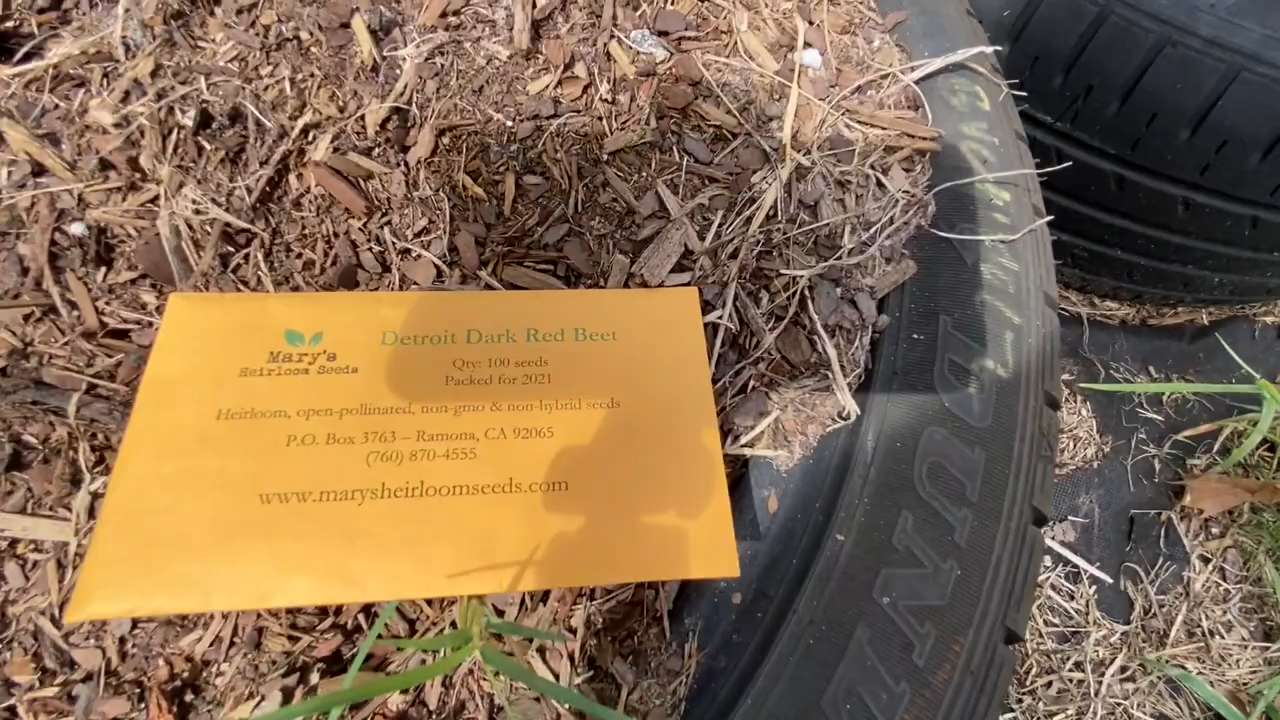 Mary's
Heirloom Seeds
Detroit Dark Red Beet
Qty: 100 seeds
Packed for 2021
Heirloom, open-pollinated, non-gmo & non-hybrid seeds
P.O. Box 3763 – Ramona, CA 92065
(760) 870-4555
www.marysheirloomseeds.com